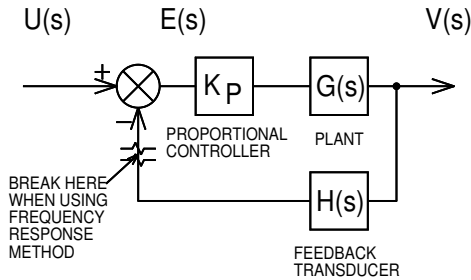 U(s) E(s) V(s)
+
K P G(s)
−
PROPORTIONAL
CONTROLLER
PLANT
BREAK HERE
WHEN USING
FREQUENCY
RESPONSE
METHOD
H(s)
FEEDBACK
TRANSDUCER